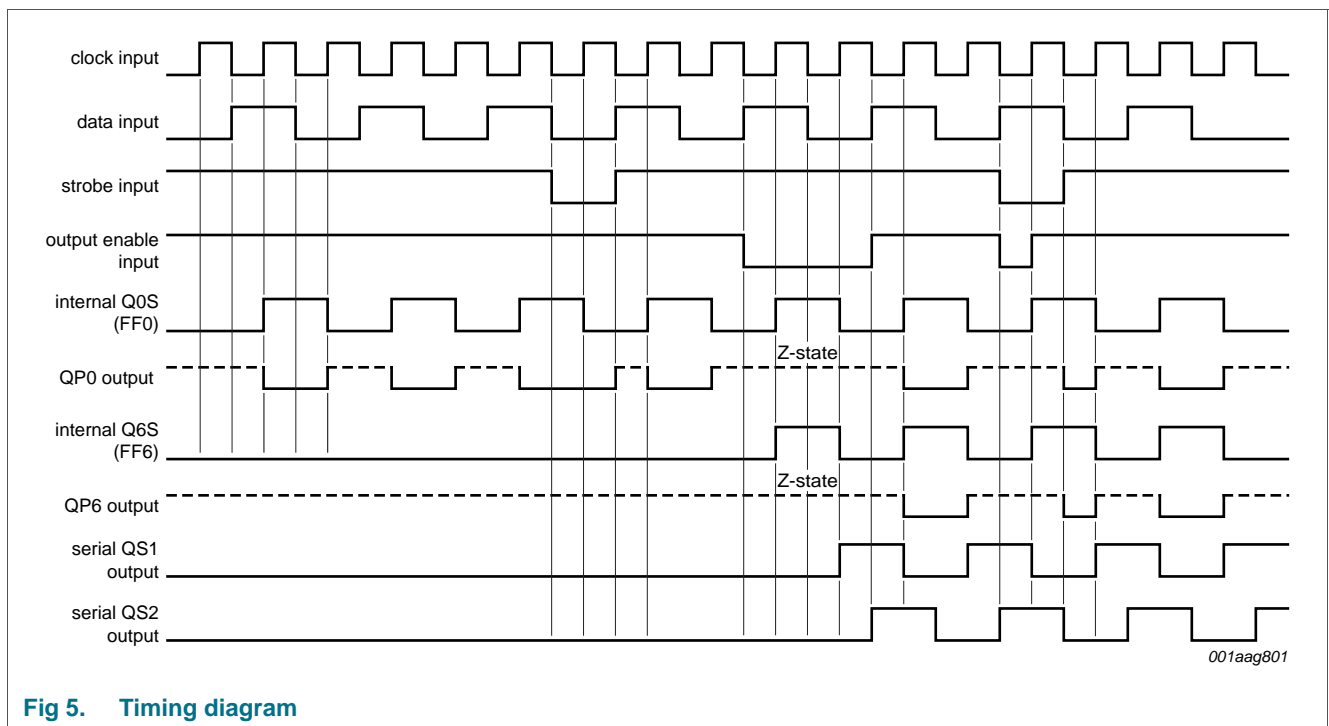 clock input
data input
strobe input
output enable
input
internal Q0S
(FF0)
Z-state
QP0 output
internal Q6S
(FF6)
Z-state
QP6 output
serial QS1
output
serial QS2
output
001aag801
Fig 5. Timing diagram